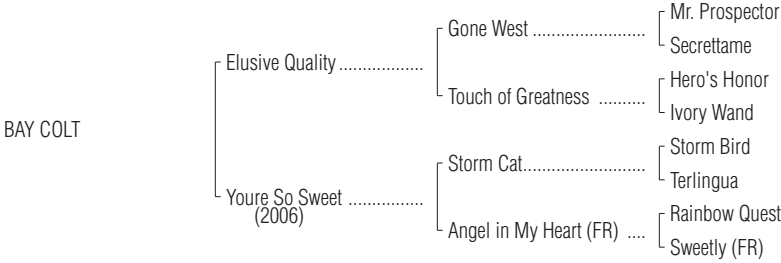 Mr. Prospector
Gone West ........................
Secrettame
Elusive Quality ..................
Hero's Honor
Touch of Greatness ..........
Ivory Wand
BAY COLT
Storm Bird
Storm Cat..........................
Terlingua
Youre So Sweet ................
(2006)
Rainbow Quest
Angel in My Heart (FR) ....
Sweetly (FR)